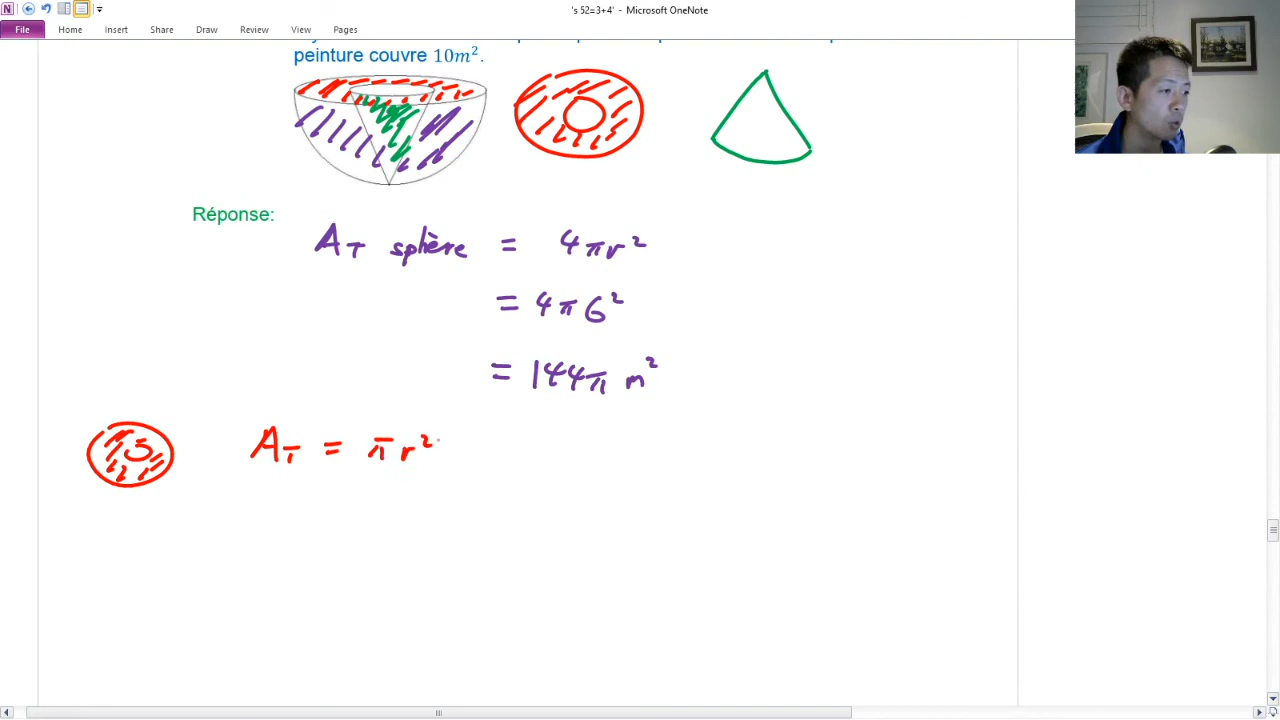 's 52=3+4' - Microsoft OneNote
File Home Insert Share Draw Review View Pages
peinture couvre 10m².
Réponse:
A_T sphère = 4πr²
= 4π6²
= 144π m²
A_T = πr²